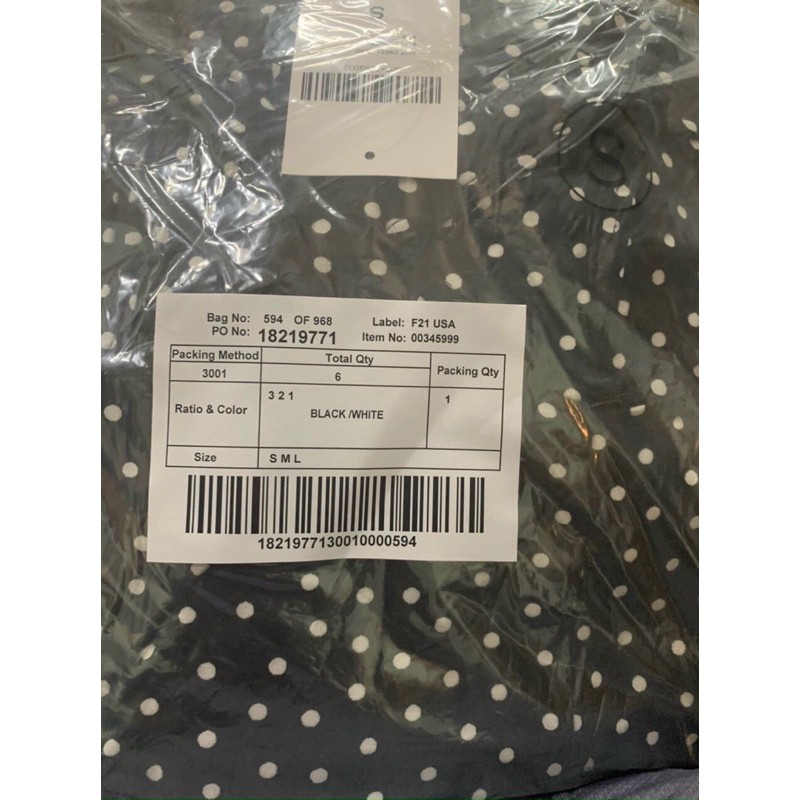 S
Bag No: 594 OF 968 Label: F21 USA
PO No: 18219771 Item No: 00345999
Packing Method Total Qty Packing Qty
3001 6
Ratio & Color 3 2 1 1
BLACK /WHITE
Size S M L
1821977130010000594